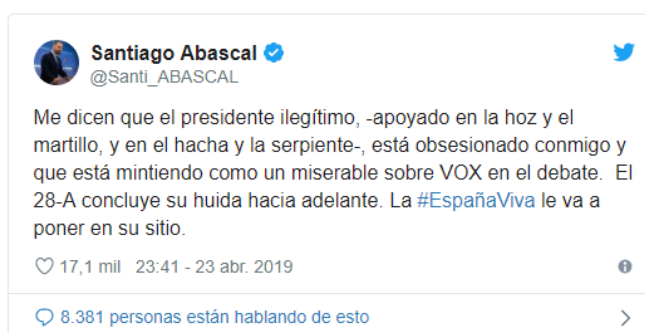 Santiago Abascal
@Santi_ABASCAL
Me dicen que el presidente ilegítimo, -apoyado en la hoz y el
martillo, y en el hacha y la serpiente-, está obsesionado conmigo y
que está mintiendo como un miserable sobre VOX en el debate. El
28-A concluye su huida hacia adelante. La #EspañaViva le va a
poner en su sitio.
17,1 mil 23:41 - 23 abr. 2019
8.381 personas están hablando de esto